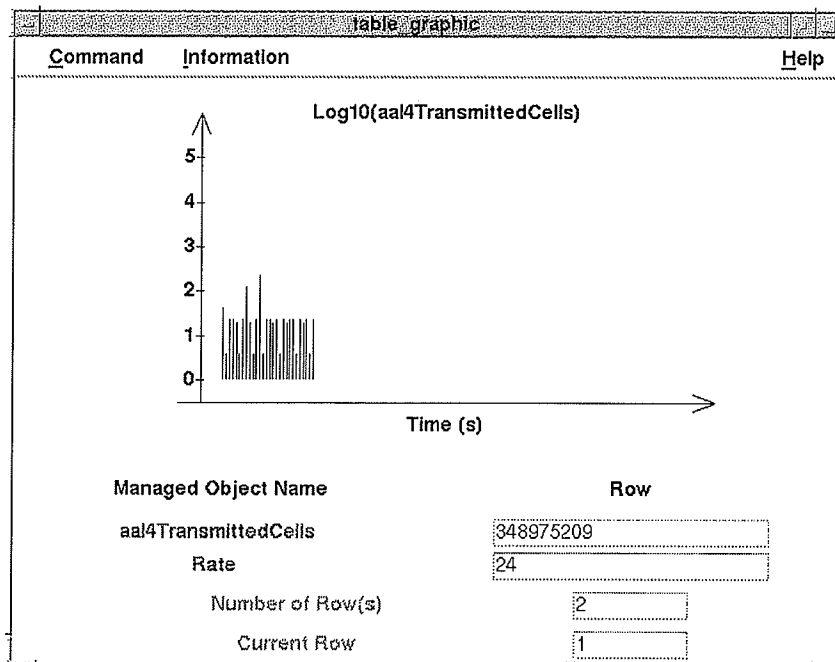 table_graphic
Command Information Help
Log10(aal4TransmittedCells)
5
4
3
2
1
0
Time (s)
Managed Object Name Row
aal4TransmittedCells 348975209
Rate 24
Number of Row(s) 2
Current Row 1